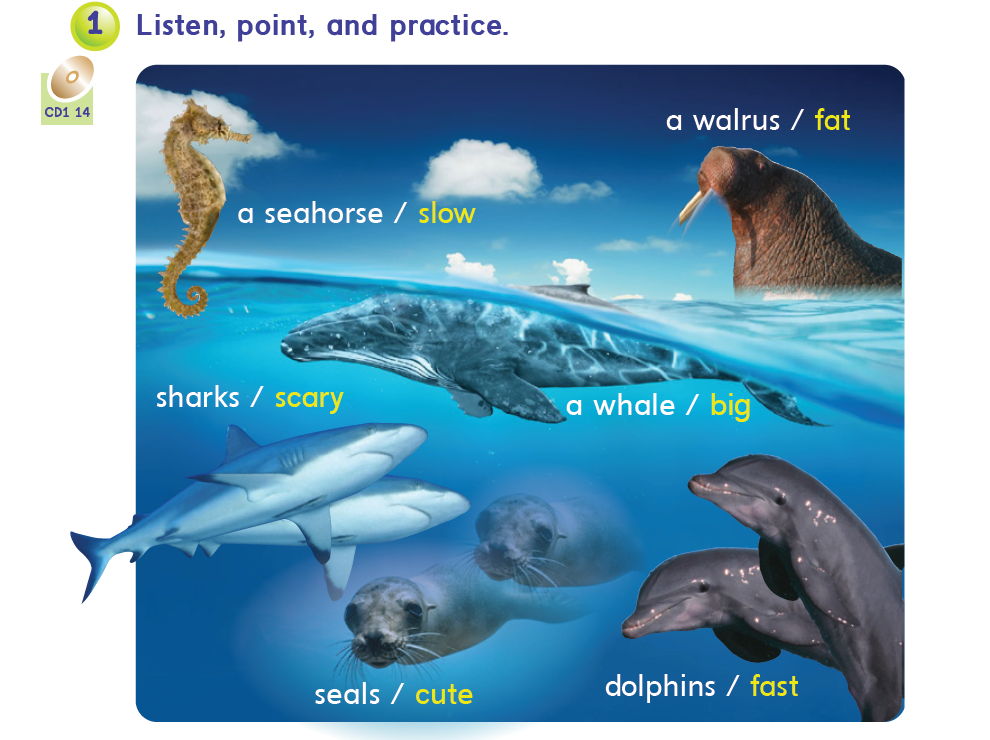 1 Listen, point, and practice.
CD1 14
a walrus / fat
a seahorse / slow
sharks / scary
a whale / big
seals / cute
dolphins / fast